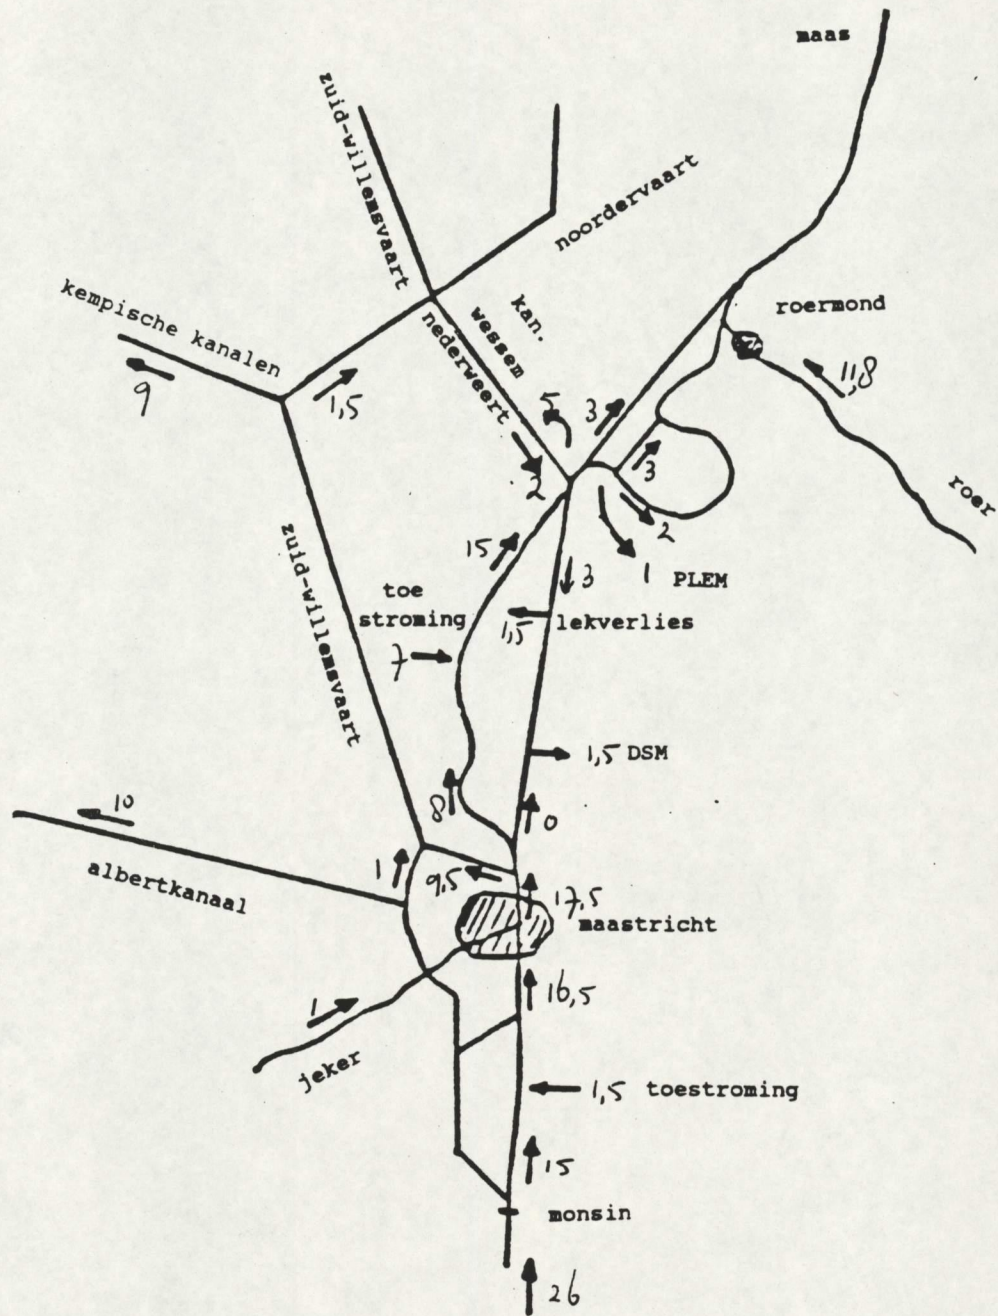 maas
zuid-willemsvaart
noordervaart
kempische kanalen
9
1,5
kan.
wessem
nederweert
roermond
11,8
5
3
3
2
2
roer
15
1 PLEM
3
toe
stroming
1,5
lekverlies
7
zuid-willemsvaart
1,5 DSM
8
0
10
albertkanaal
1
9,5
17,5
maastricht
16,5
1
jeker
1,5 toestroming
15
monsin
26